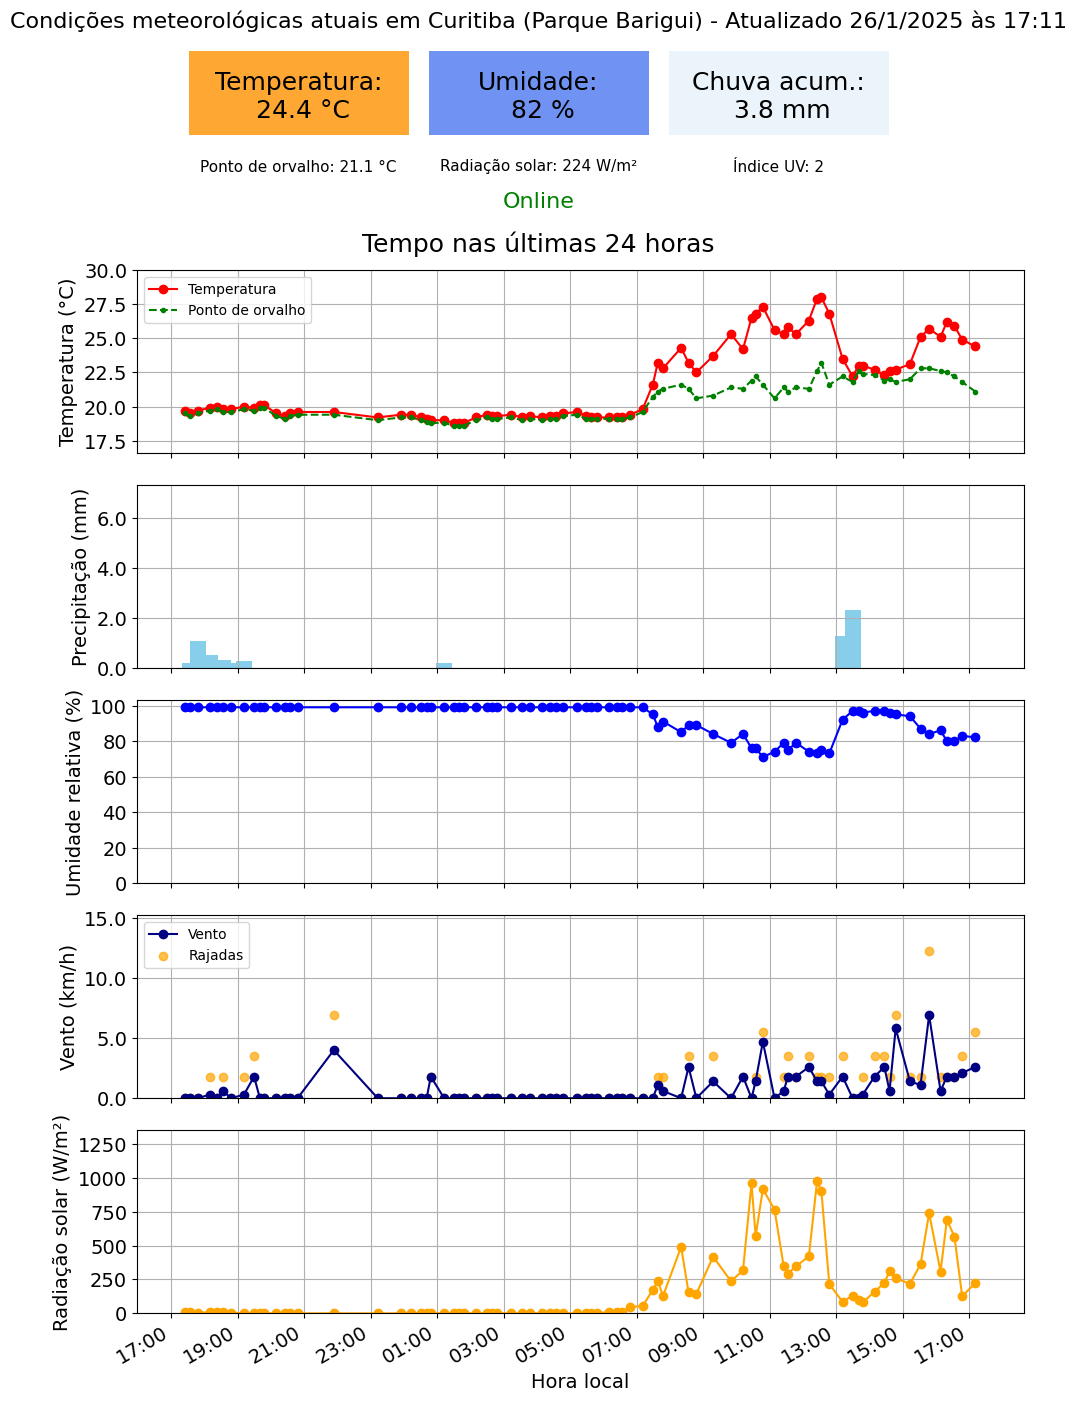 Condições meteorológicas atuais em Curitiba (Parque Barigui) - Atualizado 26/1/2025 às 17:11
Temperatura:
24.4 °C
Umidade:
82 %
Chuva acum.:
3.8 mm
Ponto de orvalho: 21.1 °C
Radiação solar: 224 W/m²
Índice UV: 2
Online
Tempo nas últimas 24 horas
Temperatura (°C)
30.0
27.5
25.0
22.5
20.0
17.5
Temperatura
Ponto de orvalho
Precipitação (mm)
6.0
4.0
2.0
0.0
Umidade relativa (%)
100
80
60
40
20
0
Vento (km/h)
15.0
10.0
5.0
0.0
Vento
Rajadas
Radiação solar (W/m²)
1250
1000
750
500
250
0
17:00
19:00
21:00
23:00
01:00
03:00
05:00
07:00
09:00
11:00
13:00
15:00
17:00
Hora local